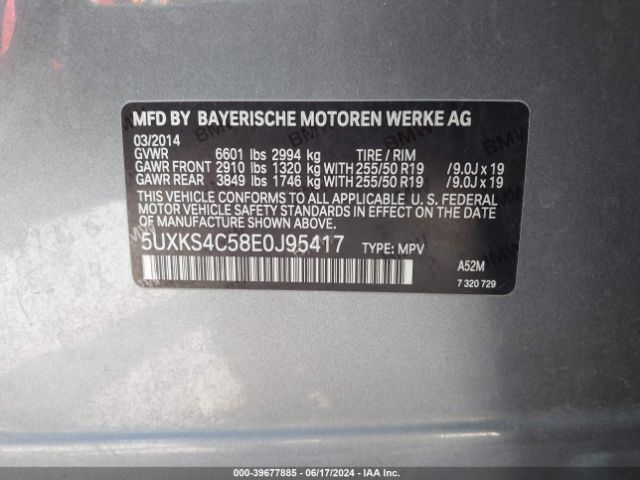 MFD BY BAYERISCHE MOTOREN WERKE AG
03/2014
GVWR 6601 lbs 2994 kg TIRE / RIM
GAWR FRONT 2910 lbs 1320 kg WITH 255/50 R19 / 9.0J x 19
GAWR REAR 3849 lbs 1746 kg WITH 255/50 R19 / 9.0J x 19
THIS VEHICLE CONFORMS TO ALL APPLICABLE U. S. FEDERAL
MOTOR VEHICLE SAFETY STANDARDS IN EFFECT ON THE DATE
OF MANUFACTURE SHOWN ABOVE.
5UXKS4C58E0J95417 TYPE: MPV
A52M
7 320 729
000-39677885 / 06/17/2024 - IAA Inc.